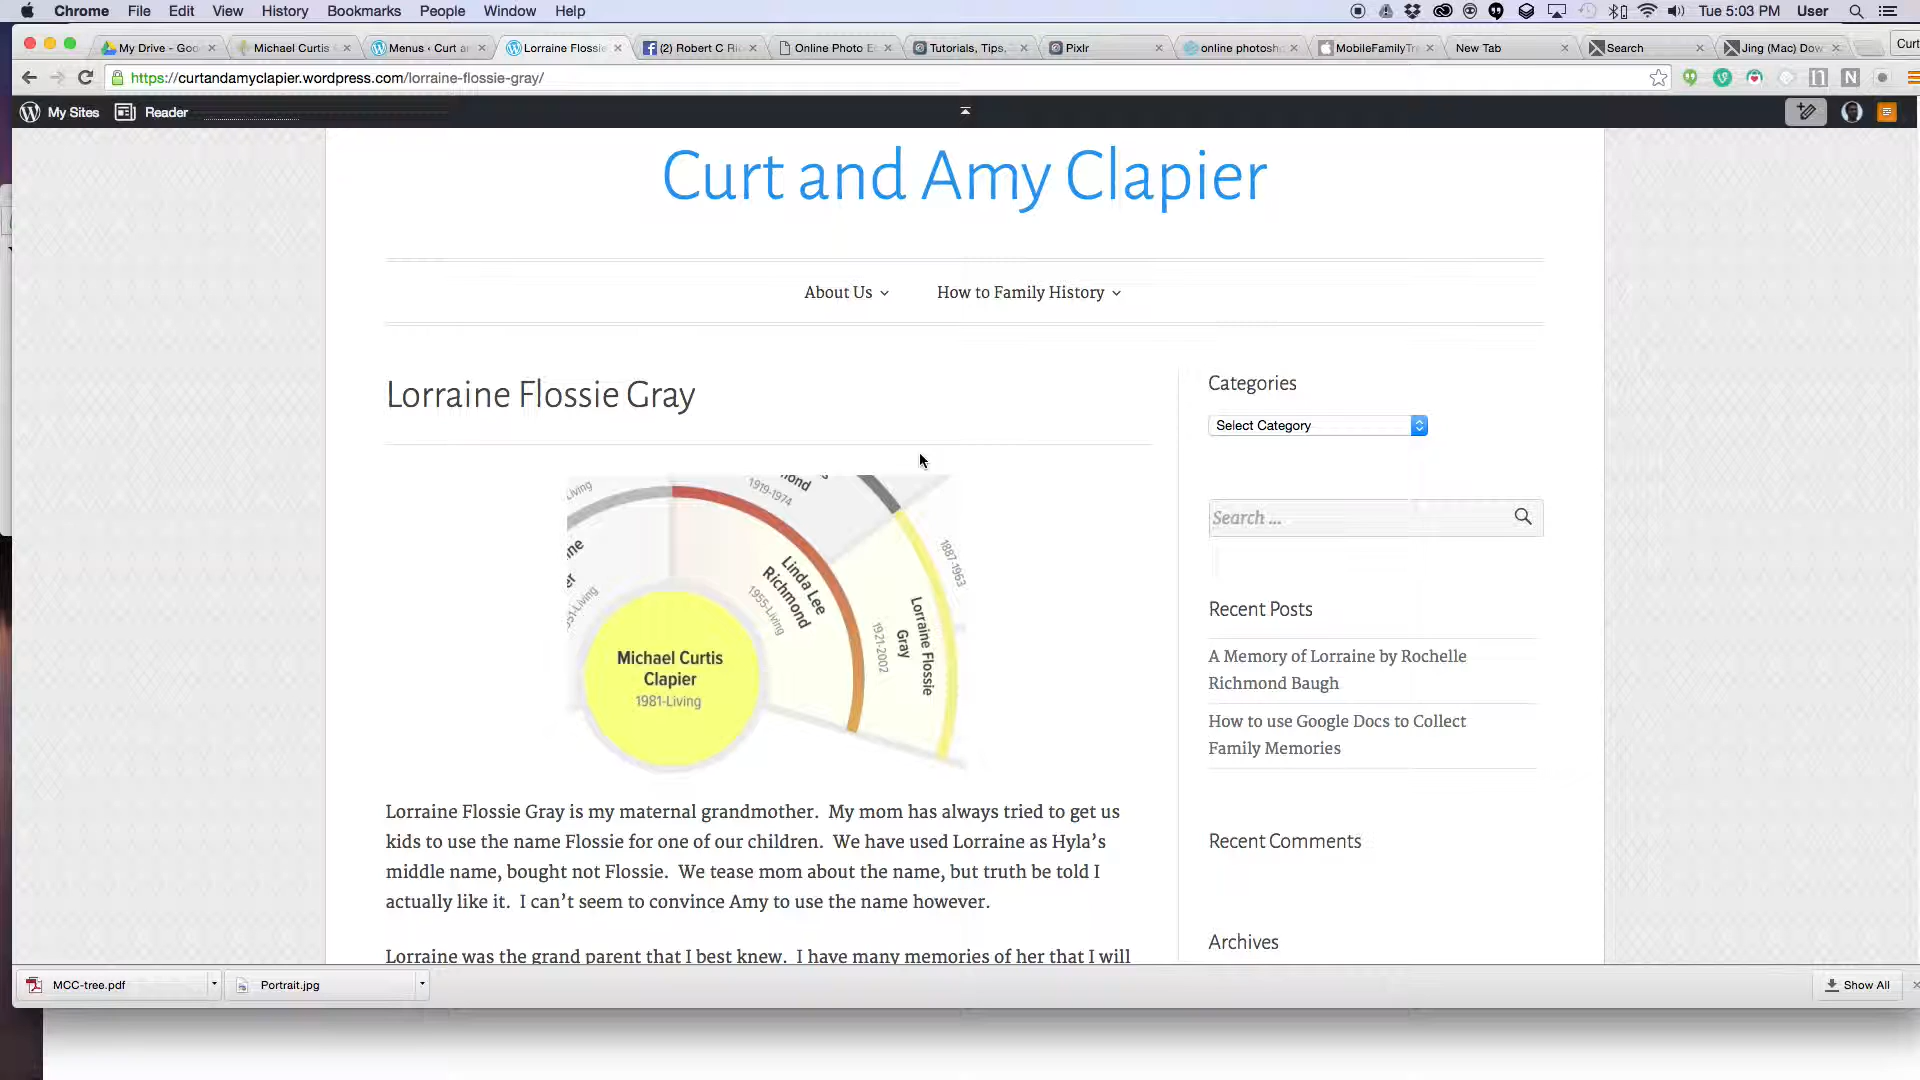 Chrome File Edit View History Bookmarks People Window Help Tue 5:03 PM User
My Drive - Goo Michael Curtis Menus ‹ Curt an Lorraine Flossie (2) Robert C Ri Online Photo E Tutorials, Tips, Pixlr online photosh MobileFamilyTr New Tab Search Jing (Mac) Dow Curt
https://curtandamyclapier.wordpress.com/lorraine-flossie-gray/
My Sites Reader
Curt and Amy Clapier
About Us How to Family History
Lorraine Flossie Gray
Living
ond
1919-1974
1887-1963
Linda Lee
Richmond
1955-Living
Lorraine Flossie
Gray
1921-2002
Michael Curtis
Clapier
1981-Living
Lorraine Flossie Gray is my maternal grandmother. My mom has always tried to get us
kids to use the name Flossie for one of our children. We have used Lorraine as Hyla's
middle name, bought not Flossie. We tease mom about the name, but truth be told I
actually like it. I can't seem to convince Amy to use the name however.
Lorraine was the grand parent that I best knew. I have many memories of her that I will
Categories
Select Category
Search ...
Recent Posts
A Memory of Lorraine by Rochelle
Richmond Baugh
How to use Google Docs to Collect
Family Memories
Recent Comments
Archives
MCC-tree.pdf Portrait.jpg Show All